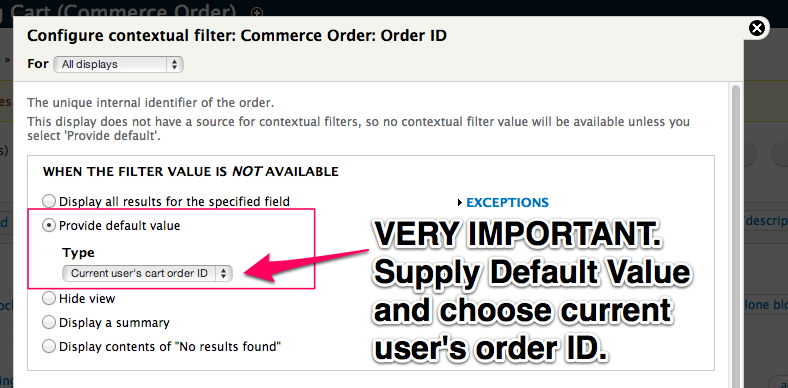 g Cart (Commerce Order)
Configure contextual filter: Commerce Order: Order ID
For All displays
The unique internal identifier of the order.
This display does not have a source for contextual filters, so no contextual filter value will be available unless you
select 'Provide default'.
WHEN THE FILTER VALUE IS NOT AVAILABLE
Display all results for the specified field
EXCEPTIONS
Provide default value
Type
Current user's cart order ID
Hide view
Display a summary
Display contents of "No results found"
VERY IMPORTANT.
Supply Default Value
and choose current
user's order ID.